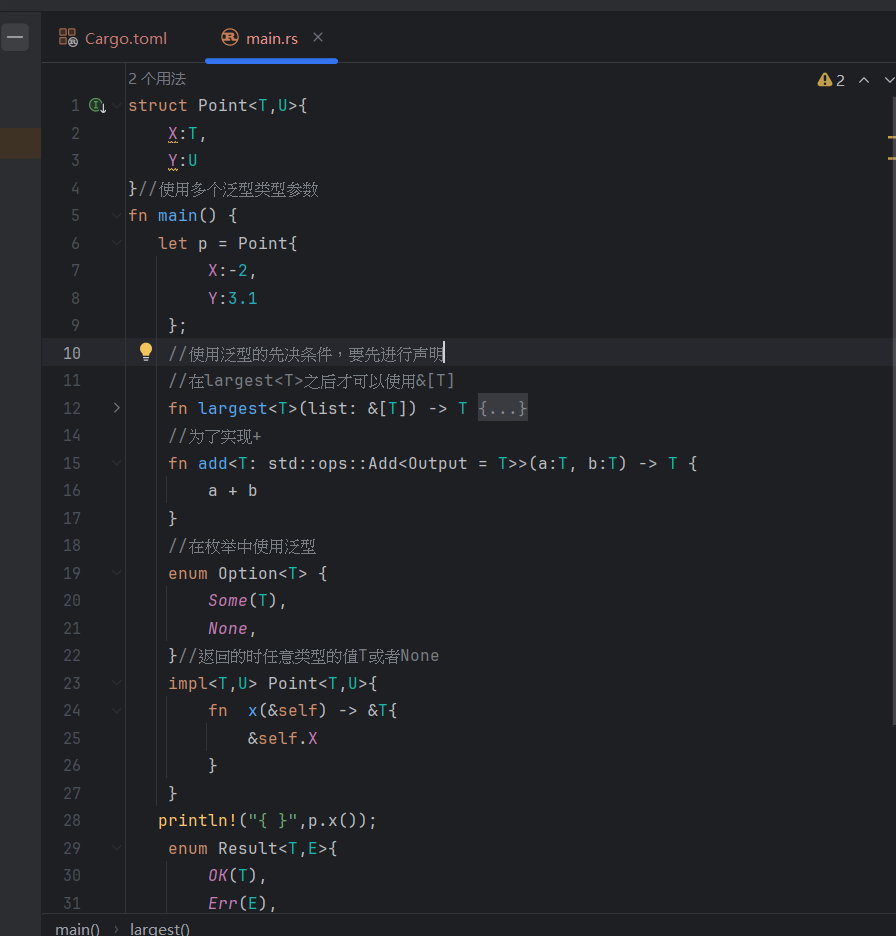 Cargo.toml
main.rs
2 个用法
2
1 struct Point<T,U>{
2     X:T,
3     Y:U
4 }//使用多个泛型类型参数
5 fn main() {
6    let p = Point{
7         X:-2,
8         Y:3.1
9     };
10     //使用泛型的先决条件，要先进行声明
11     //在largest<T>之后才可以使用&[T]
12     fn largest<T>(list: &[T]) -> T {...}
14     //为了实现+
15     fn add<T: std::ops::Add<Output = T>>(a:T, b:T) -> T {
16         a + b
17     }
18     //在枚举中使用泛型
19     enum Option<T> {
20         Some(T),
21         None,
22     }//返回的时任意类型的值T或者None
23     impl<T,U> Point<T,U>{
24         fn  x(&self) -> &T{
25             &self.X
26         }
27     }
28    println!("{ }",p.x());
29     enum Result<T,E>{
30         OK(T),
31         Err(E),
main() › largest()